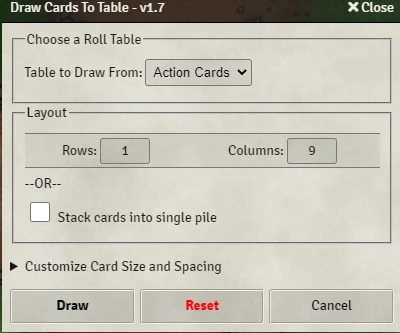 Draw Cards To Table - v1.7 Close
Choose a Roll Table
Table to Draw From: Action Cards
Layout
Rows: 1 Columns: 9
--OR--
Stack cards into single pile
Customize Card Size and Spacing
Draw Reset Cancel